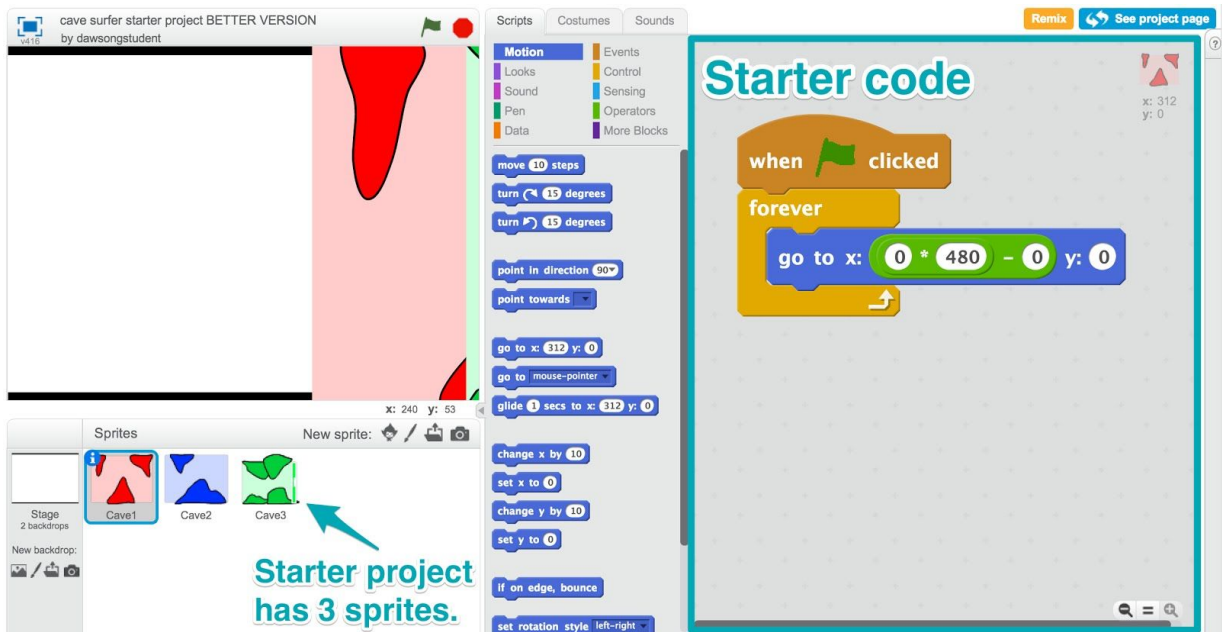 cave surfer starter project BETTER VERSION
by dawsongstudent
v416
Scripts
Costumes
Sounds
Remix
See project page
?
Motion
Events
Looks
Control
Sound
Sensing
Pen
Operators
Data
More Blocks
move 10 steps
turn 15 degrees
turn 15 degrees
point in direction 90
point towards
go to x: 312 y: 0
go to mouse-pointer
glide 1 secs to x: 312 y: 0
change x by 10
set x to 0
change y by 10
set y to 0
if on edge, bounce
set rotation style left-right
Starter code
x: 312
y: 0
when clicked
forever
go to x: 0 * 480 - 0 y: 0
x: 240 y: 53
Sprites
New sprite:
Stage
2 backdrops
New backdrop:
Cave1
Cave2
Cave3
Starter project
has 3 sprites.